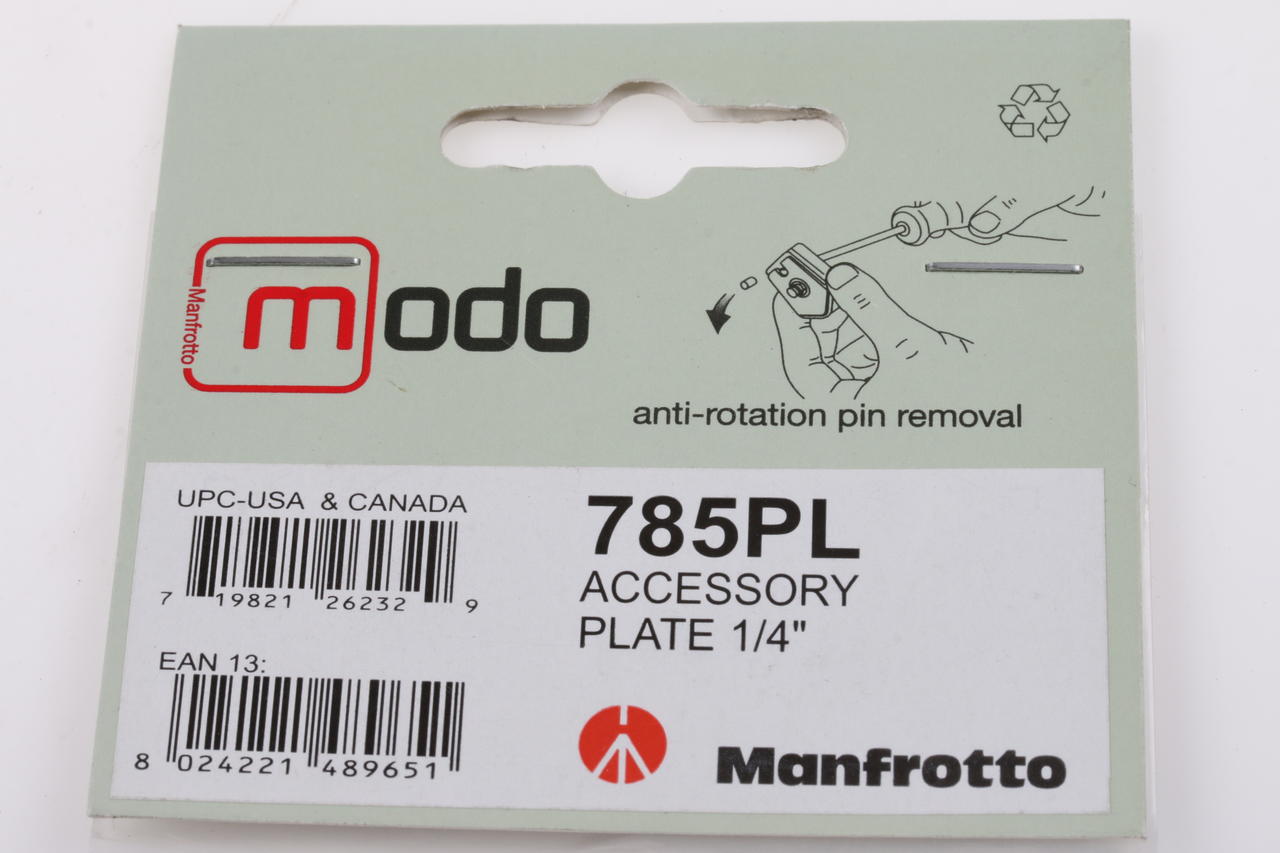 Manfrotto
modo
anti-rotation pin removal
UPC-USA & CANADA
7 19821 26232 9
EAN 13:
8 024221 489651
785PL
ACCESSORY
PLATE 1/4"
Manfrotto